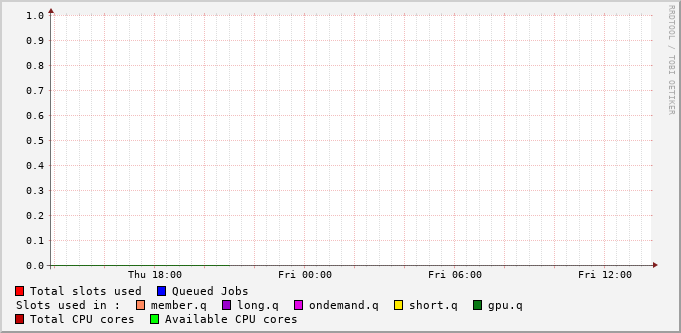 1.0
0.9
0.8
0.7
0.6
0.5
0.4
0.3
0.2
0.1
0.0
Thu 18:00 Fri 00:00 Fri 06:00 Fri 12:00
RRDTOOL / TOBI OETIKER
Total slots used Queued Jobs
Slots used in : member.q long.q ondemand.q short.q gpu.q
Total CPU cores Available CPU cores